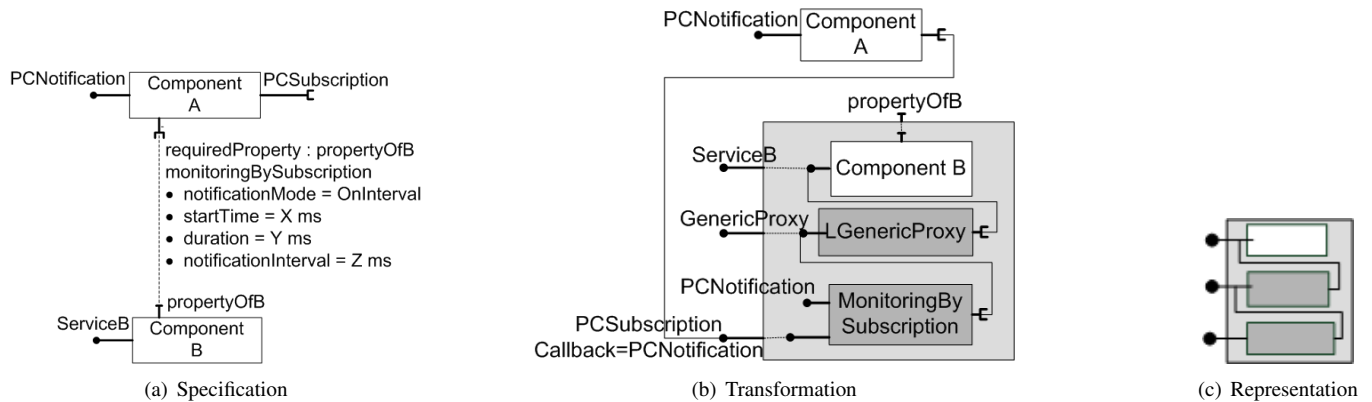 PCNotification
Component
A
PCSubscription
requiredProperty : propertyOfB
monitoringBySubscription
• notificationMode = OnInterval
• startTime = X ms
• duration = Y ms
• notificationInterval = Z ms
propertyOfB
ServiceB
Component
B
(a) Specification
PCNotification
Component
A
propertyOfB
ServiceB
Component B
GenericProxy
LGenericProxy
PCNotification
MonitoringBy
Subscription
PCSubscription
Callback=PCNotification
(b) Transformation
(c) Representation